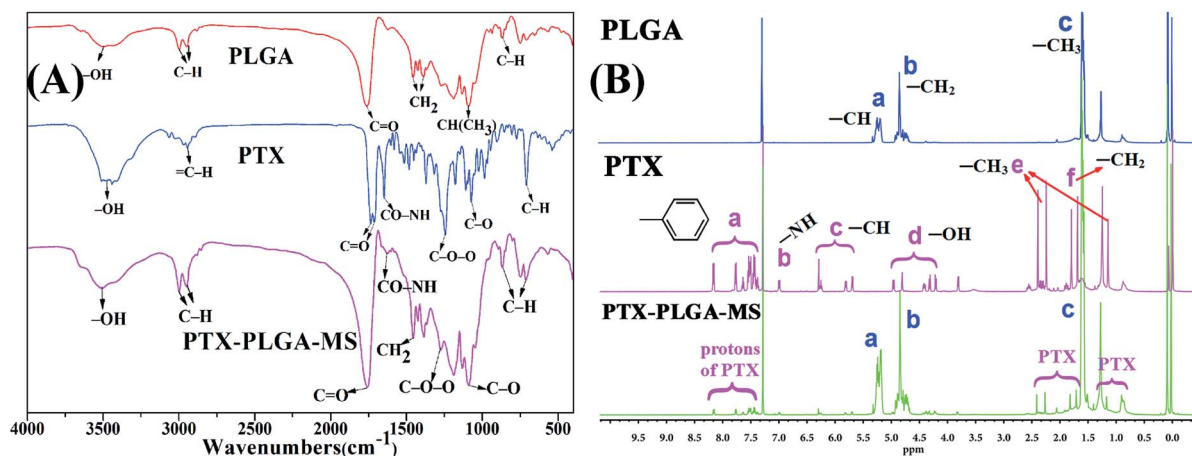 (A)
PLGA
–OH
C–H
C=O
CH2
CH(CH3)
C–H
PTX
–OH
=C–H
C=O
CO–NH
C–O–O
C–O
C–H
PTX-PLGA-MS
–OH
C–H
C=O
CO–NH
CH2
C–O–O
C–O
C–H
4000 3500 3000 2500 2000 1500 1000 500
Wavenumbers(cm-1)
(B)
PLGA
a
–CH
b
–CH2
c
–CH3
PTX
a
–NH
b
c –CH
d –OH
–CH3
e
f
–CH2
PTX-PLGA-MS
protons
of PTX
a
b
c
PTX
PTX
9.5 9.0 8.5 8.0 7.5 7.0 6.5 6.0 5.5 5.0 4.5 4.0 3.5 3.0 2.5 2.0 1.5 1.0 0.5 0.0
ppm